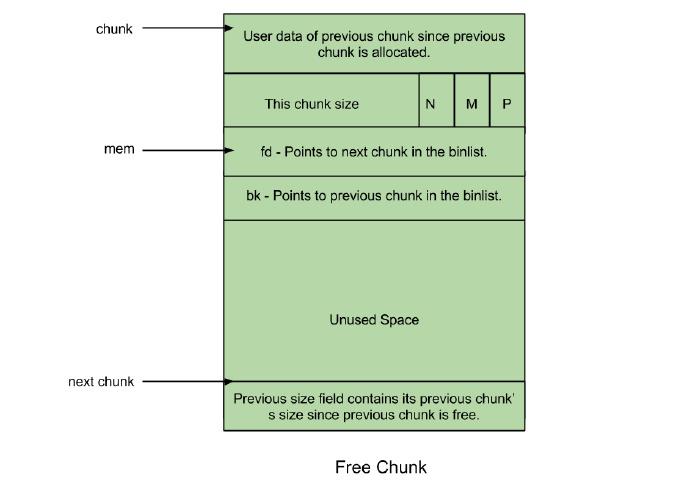 chunk
User data of previous chunk since previous
chunk is allocated.
This chunk size
N
M
P
mem
fd - Points to next chunk in the binlist.
bk - Points to previous chunk in the binlist.
Unused Space
next chunk
Previous size field contains its previous chunk'
s size since previous chunk is free.
Free Chunk